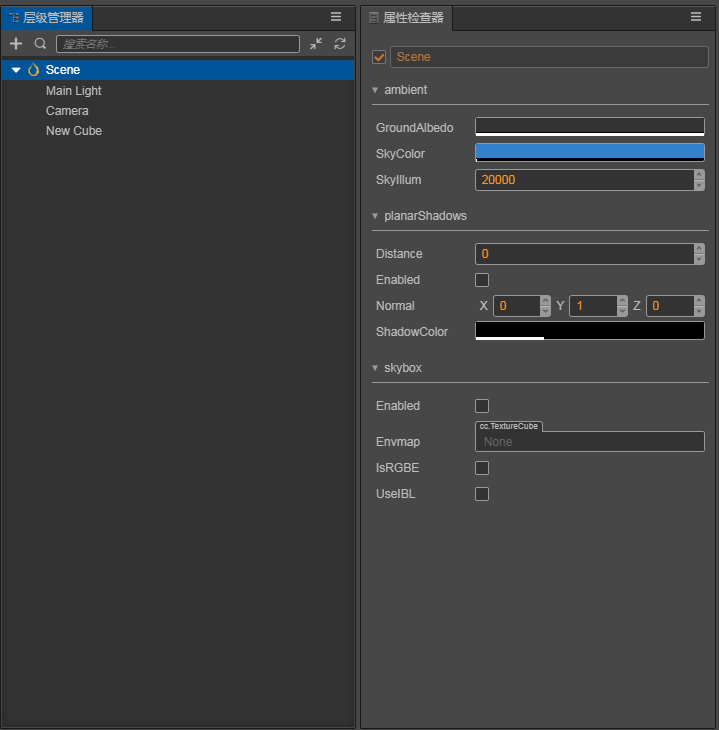 层级管理器
搜索名称...
Scene
Main Light
Camera
New Cube
属性检查器
Scene
ambient
GroundAlbedo
SkyColor
SkyIllum 20000
planarShadows
Distance 0
Enabled
Normal X 0 Y 1 Z 0
ShadowColor
skybox
Enabled
cc.TextureCube
Envmap None
IsRGBE
UseIBL